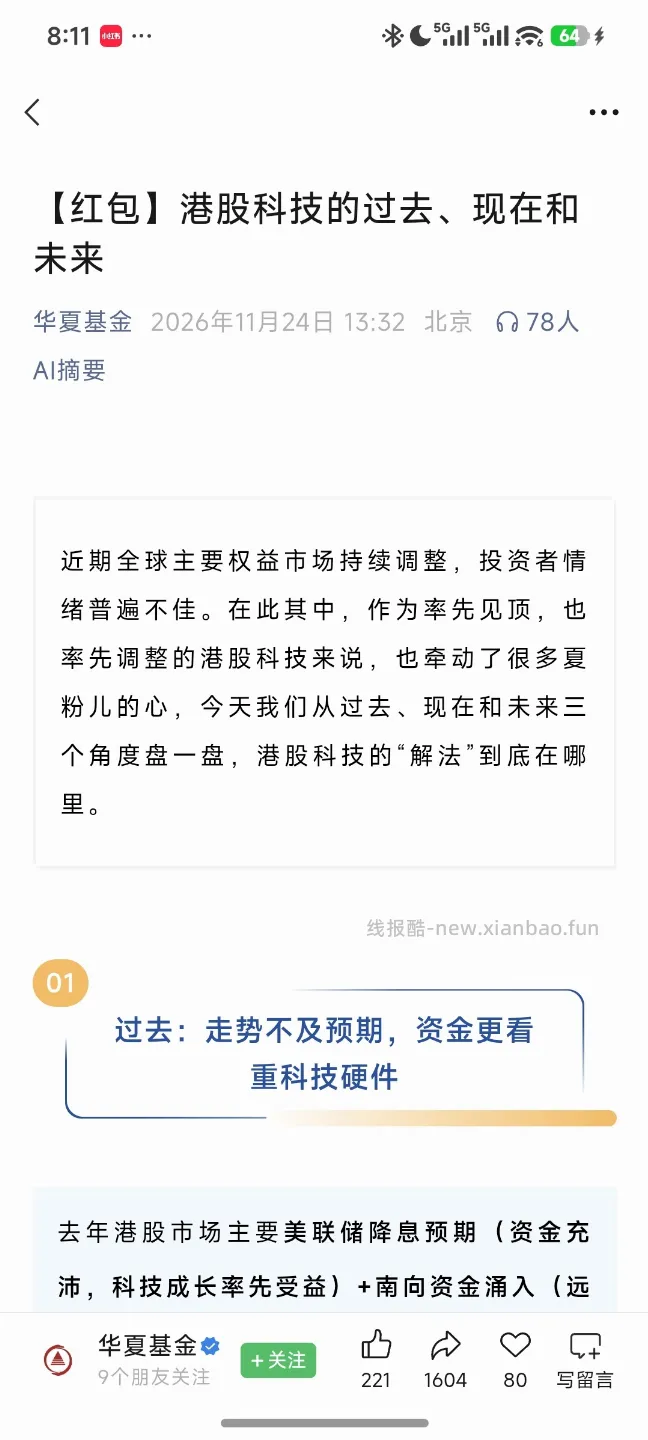 8:11 小红书 ···
5G 5G 6 64
【红包】港股科技的过去、现在和
未来
华夏基金 2026年11月24日 13:32 北京 78人
AI摘要
近期全球主要权益市场持续调整，投资者情
绪普遍不佳。在此其中，作为率先见顶，也
率先调整的港股科技来说，也牵动了很多夏
粉儿的心，今天我们从过去、现在和未来三
个角度盘一盘，港股科技的“解法”到底在哪
里。
线报酷-new.xianbao.fun
01
过去：走势不及预期，资金更看
重科技硬件
去年港股市场主要美联储降息预期（资金充
沛，科技成长率先受益）+南向资金涌入（远
华夏基金
9个朋友关注
+关注
221 1604 80 写留言